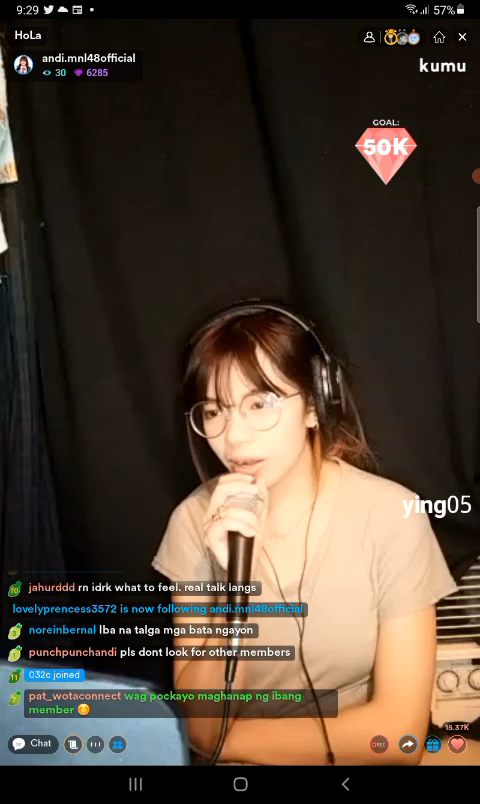 9:29
57%
HoLa
andi.mnl48official
30 6285
kumu
GOAL:
50K
ying05
jahurddd rn idrk what to feel. real talk langs
lovelyprencess3572 is now following andi.mnl48official
noreinbernal Iba na talga mga bata ngayon
punchpunchandi pls dont look for other members
032c joined
pat_wotaconnect wag pockayo maghanap ng ibang
member
15.37K
Chat
REC